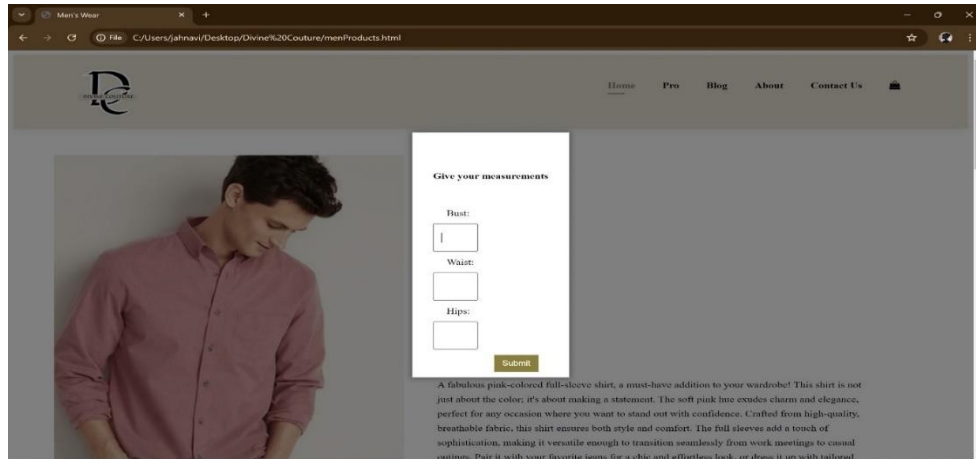 Men's Wear
File C:/Users/jahnavi/Desktop/Divine%20Couture/menProducts.html
DC
DIVINE COUTURE
Home Pro Blog About Contact Us
Give your measurements
Bust:
Waist:
Hips:
Submit
A fabulous pink-colored full-sleeve shirt, a must-have addition to your wardrobe! This shirt is not
just about the color; it's about making a statement. The soft pink hue exudes charm and elegance,
perfect for any occasion where you want to stand out with confidence. Crafted from high-quality,
breathable fabric, this shirt ensures both style and comfort. The full sleeves add a touch of
sophistication, making it versatile enough to transition seamlessly from work meetings to casual
outings. Pair it with your favorite jeans for a chic and effortless look, or dress it up with tailored